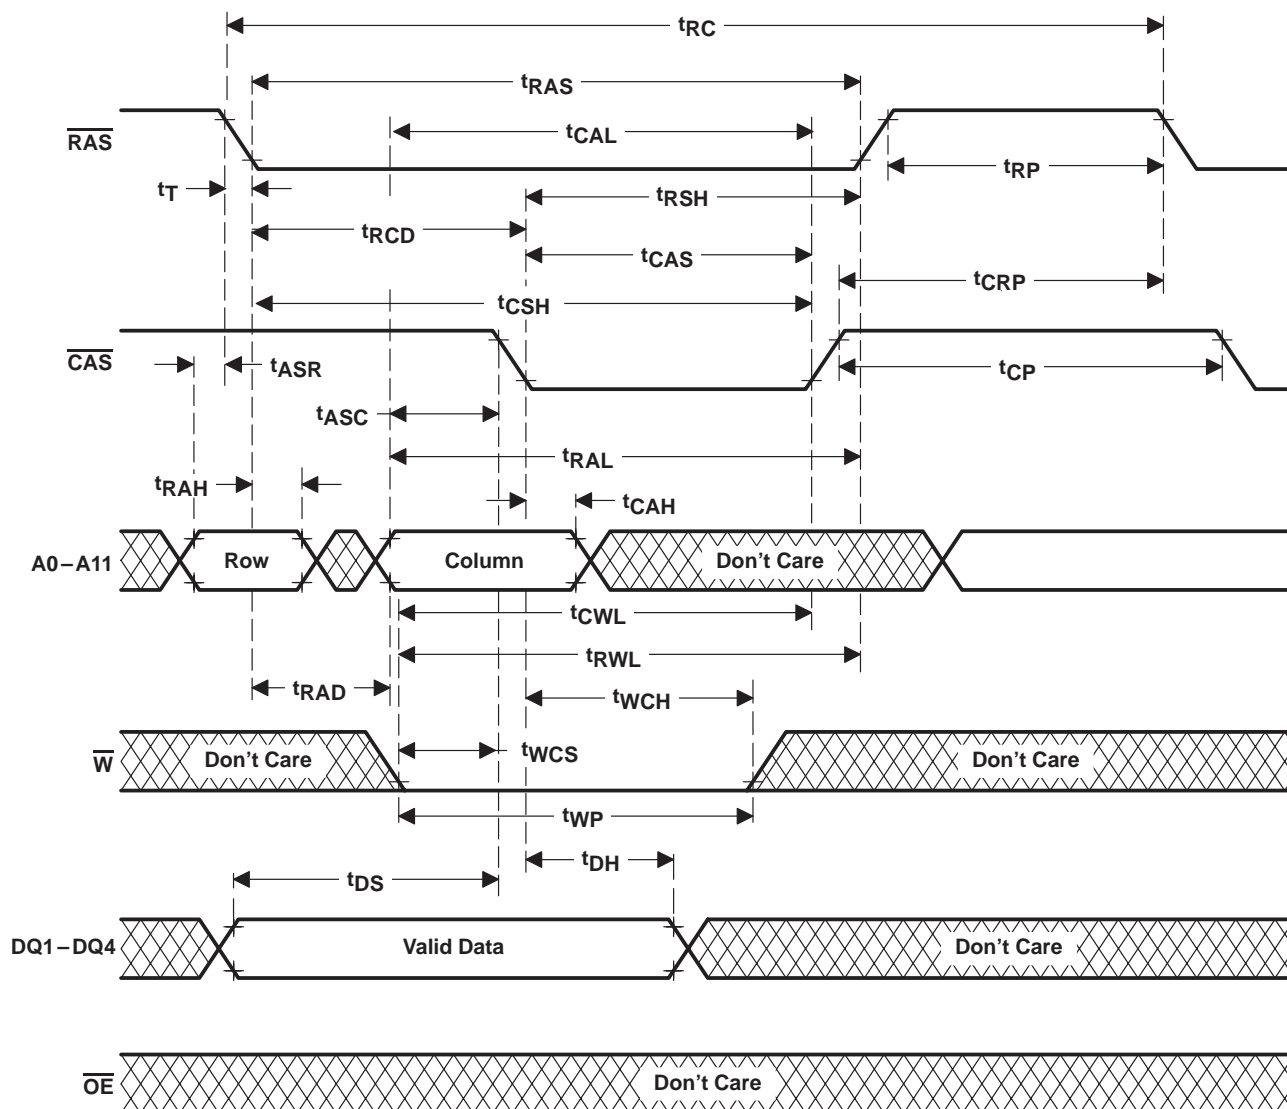 tRC
tRAS
RAS
tCAL
tRP
tT
tRSH
tRCD
tCAS
tCRP
tCSH
CAS
tASR
tCP
tASC
tRAL
tRAH
tCAH
A0–A11 Row Column Don't Care
tCWL
tRWL
tRAD
tWCH
W Don't Care tWCS Don't Care
tWP
tDH
tDS
DQ1–DQ4 Valid Data Don't Care
OE Don't Care